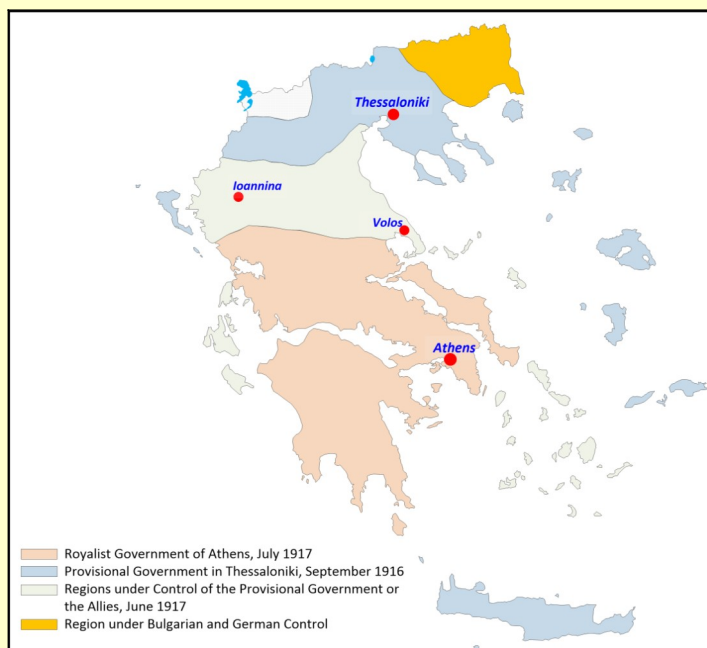 Thessaloniki
Ioannina
Volos
Athens
Royalist Government of Athens, July 1917
Provisional Government in Thessaloniki, September 1916
Regions under Control of the Provisional Government or
the Allies, June 1917
Region under Bulgarian and German Control